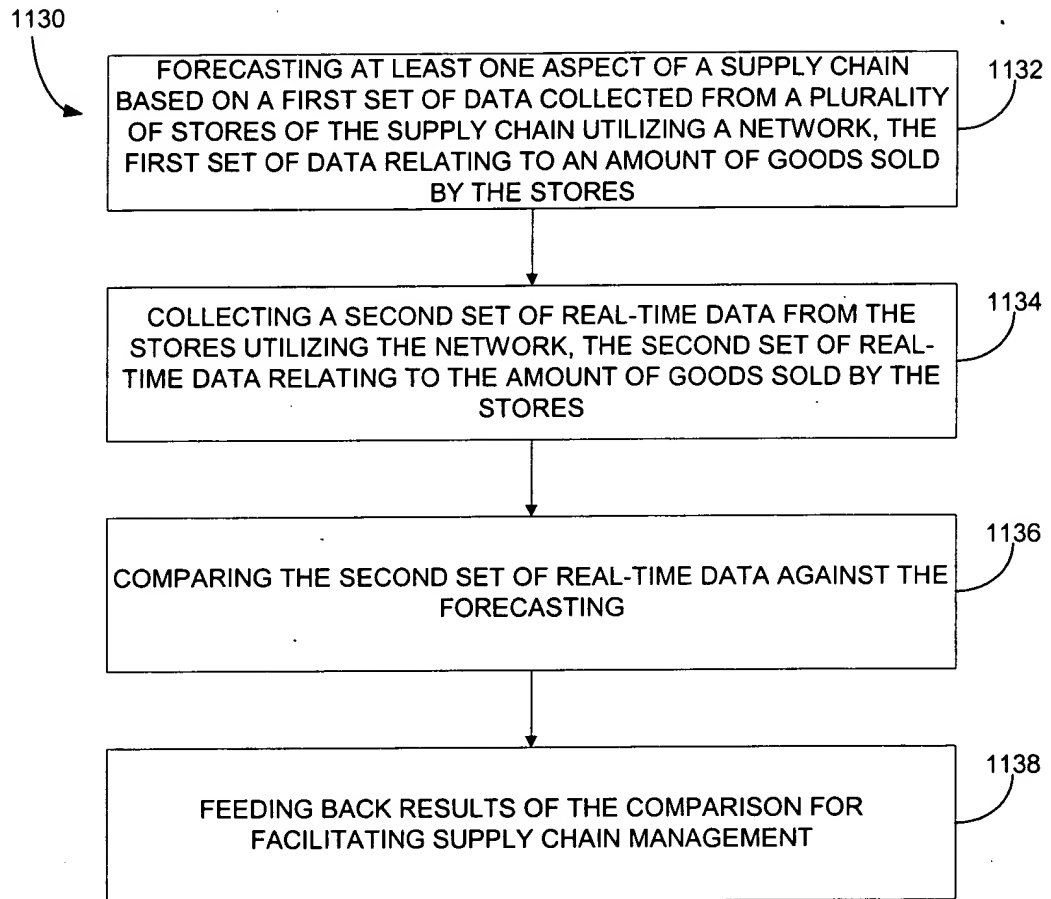 1130
FORECASTING AT LEAST ONE ASPECT OF A SUPPLY CHAIN
BASED ON A FIRST SET OF DATA COLLECTED FROM A PLURALITY
OF STORES OF THE SUPPLY CHAIN UTILIZING A NETWORK, THE
FIRST SET OF DATA RELATING TO AN AMOUNT OF GOODS SOLD
BY THE STORES
1132
COLLECTING A SECOND SET OF REAL-TIME DATA FROM THE
STORES UTILIZING THE NETWORK, THE SECOND SET OF REAL-
TIME DATA RELATING TO THE AMOUNT OF GOODS SOLD BY THE
STORES
1134
COMPARING THE SECOND SET OF REAL-TIME DATA AGAINST THE
FORECASTING
1136
FEEDING BACK RESULTS OF THE COMPARISON FOR
FACILITATING SUPPLY CHAIN MANAGEMENT
1138